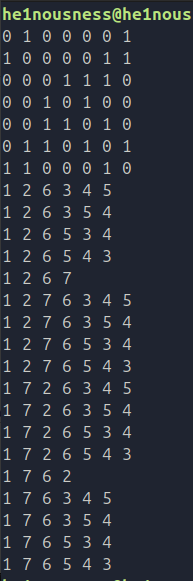 he1nousness@he1nous
0 1 0 0 0 0 1
1 0 0 0 0 1 1
0 0 0 1 1 1 0
0 0 1 0 1 0 0
0 0 1 1 0 1 0
0 1 1 0 1 0 1
1 1 0 0 0 1 0
1 2 6 3 4 5
1 2 6 3 5 4
1 2 6 5 3 4
1 2 6 5 4 3
1 2 6 7
1 2 7 6 3 4 5
1 2 7 6 3 5 4
1 2 7 6 5 3 4
1 2 7 6 5 4 3
1 7 2 6 3 4 5
1 7 2 6 3 5 4
1 7 2 6 5 3 4
1 7 2 6 5 4 3
1 7 6 2
1 7 6 3 4 5
1 7 6 3 5 4
1 7 6 5 3 4
1 7 6 5 4 3